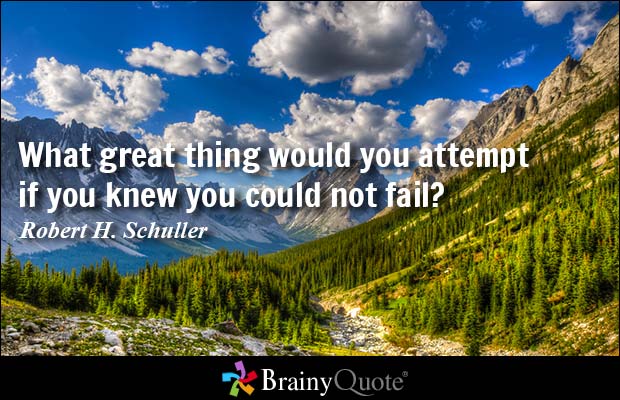 What great thing would you attempt
if you knew you could not fail?
Robert H. Schuller
BrainyQuote®